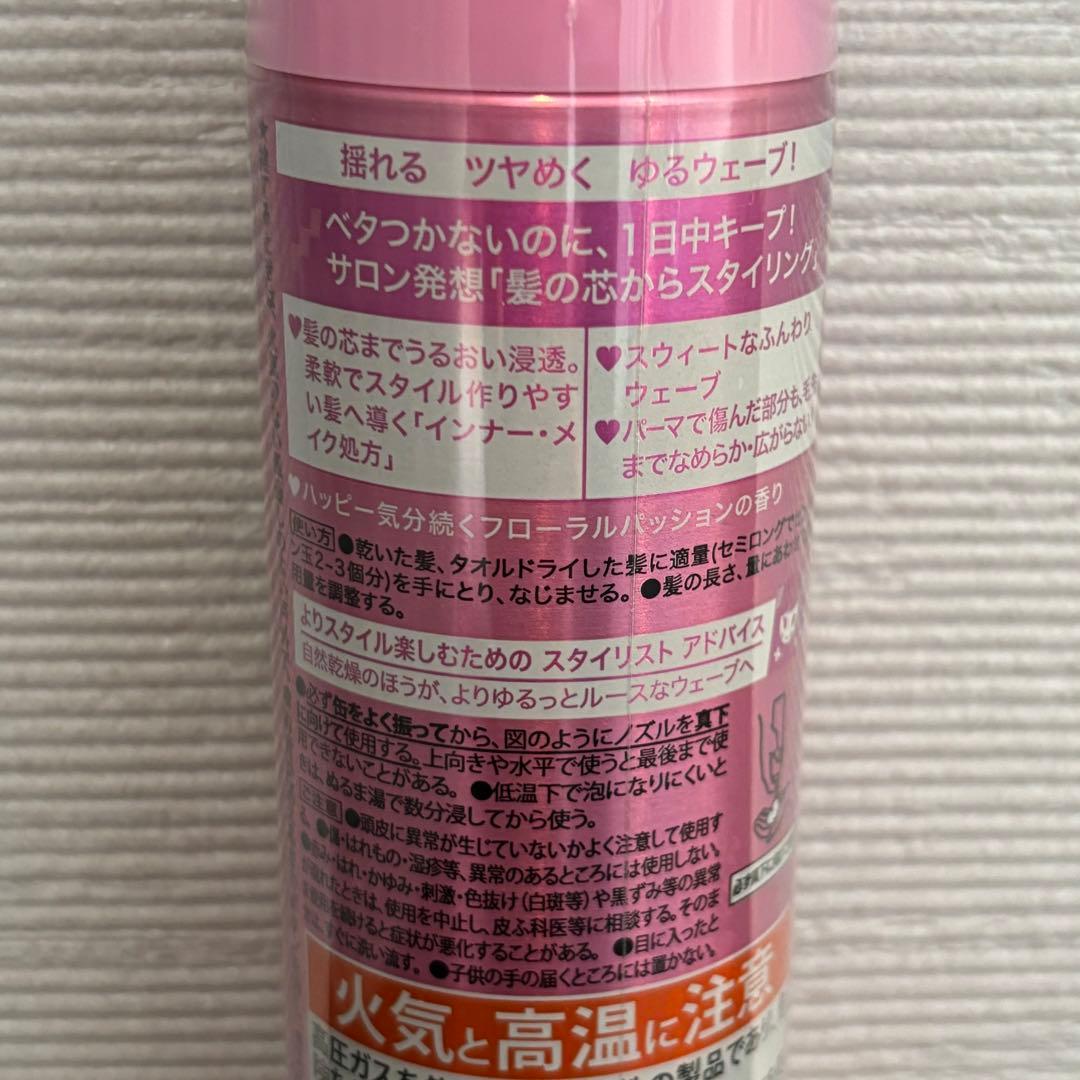 揺れる ツヤめく ゆるウェーブ!
ベタつかないのに、1日中キープ!
サロン発想「髪の芯からスタイリング」
♥髪の芯までうるおい浸透。
柔軟でスタイル作りやす
い髪へ導く「インナー・メ
イク処方」
♥スウィートなふんわり
ウェーブ
♥パーマで傷んだ部分も、毛
までなめらか・広がらない
♥ハッピー気分続くフローラルパッションの香り
使い方 ●乾いた髪、タオルドライした髪に適量(セミロングで
ン玉2-3個分)を手にとり、なじませる。●髪の長さ、量にあわ
用量を調整する。
よりスタイル楽しむための スタイリスト アドバイス
自然乾燥のほうが、よりゆるっとルースなウェーブへ
●必ず缶をよく振ってから、図のようにノズルを真下
に向けて使用する。上向きや水平で使うと最後まで使
用できないことがある。●低温下で泡になりにくいと
きは、ぬるま湯で数分浸してから使う。
ご注意 ●頭皮に異常が生じていないかよく注意して使用す
る。●傷・はれもの・湿疹等、異常のあるところには使用しない。
●赤み・はれ・かゆみ・刺激・色抜け(白斑等)や黒ずみ等の異常
が現れたときは、使用を中止し、皮ふ科医等に相談する。そのま
ま使用を続けると症状が悪化することがある。●目に入ったと
きは、すぐに洗い流す。●子供の手の届くところには置かない。
火気と高温に注意
高圧ガスを
の製品であり